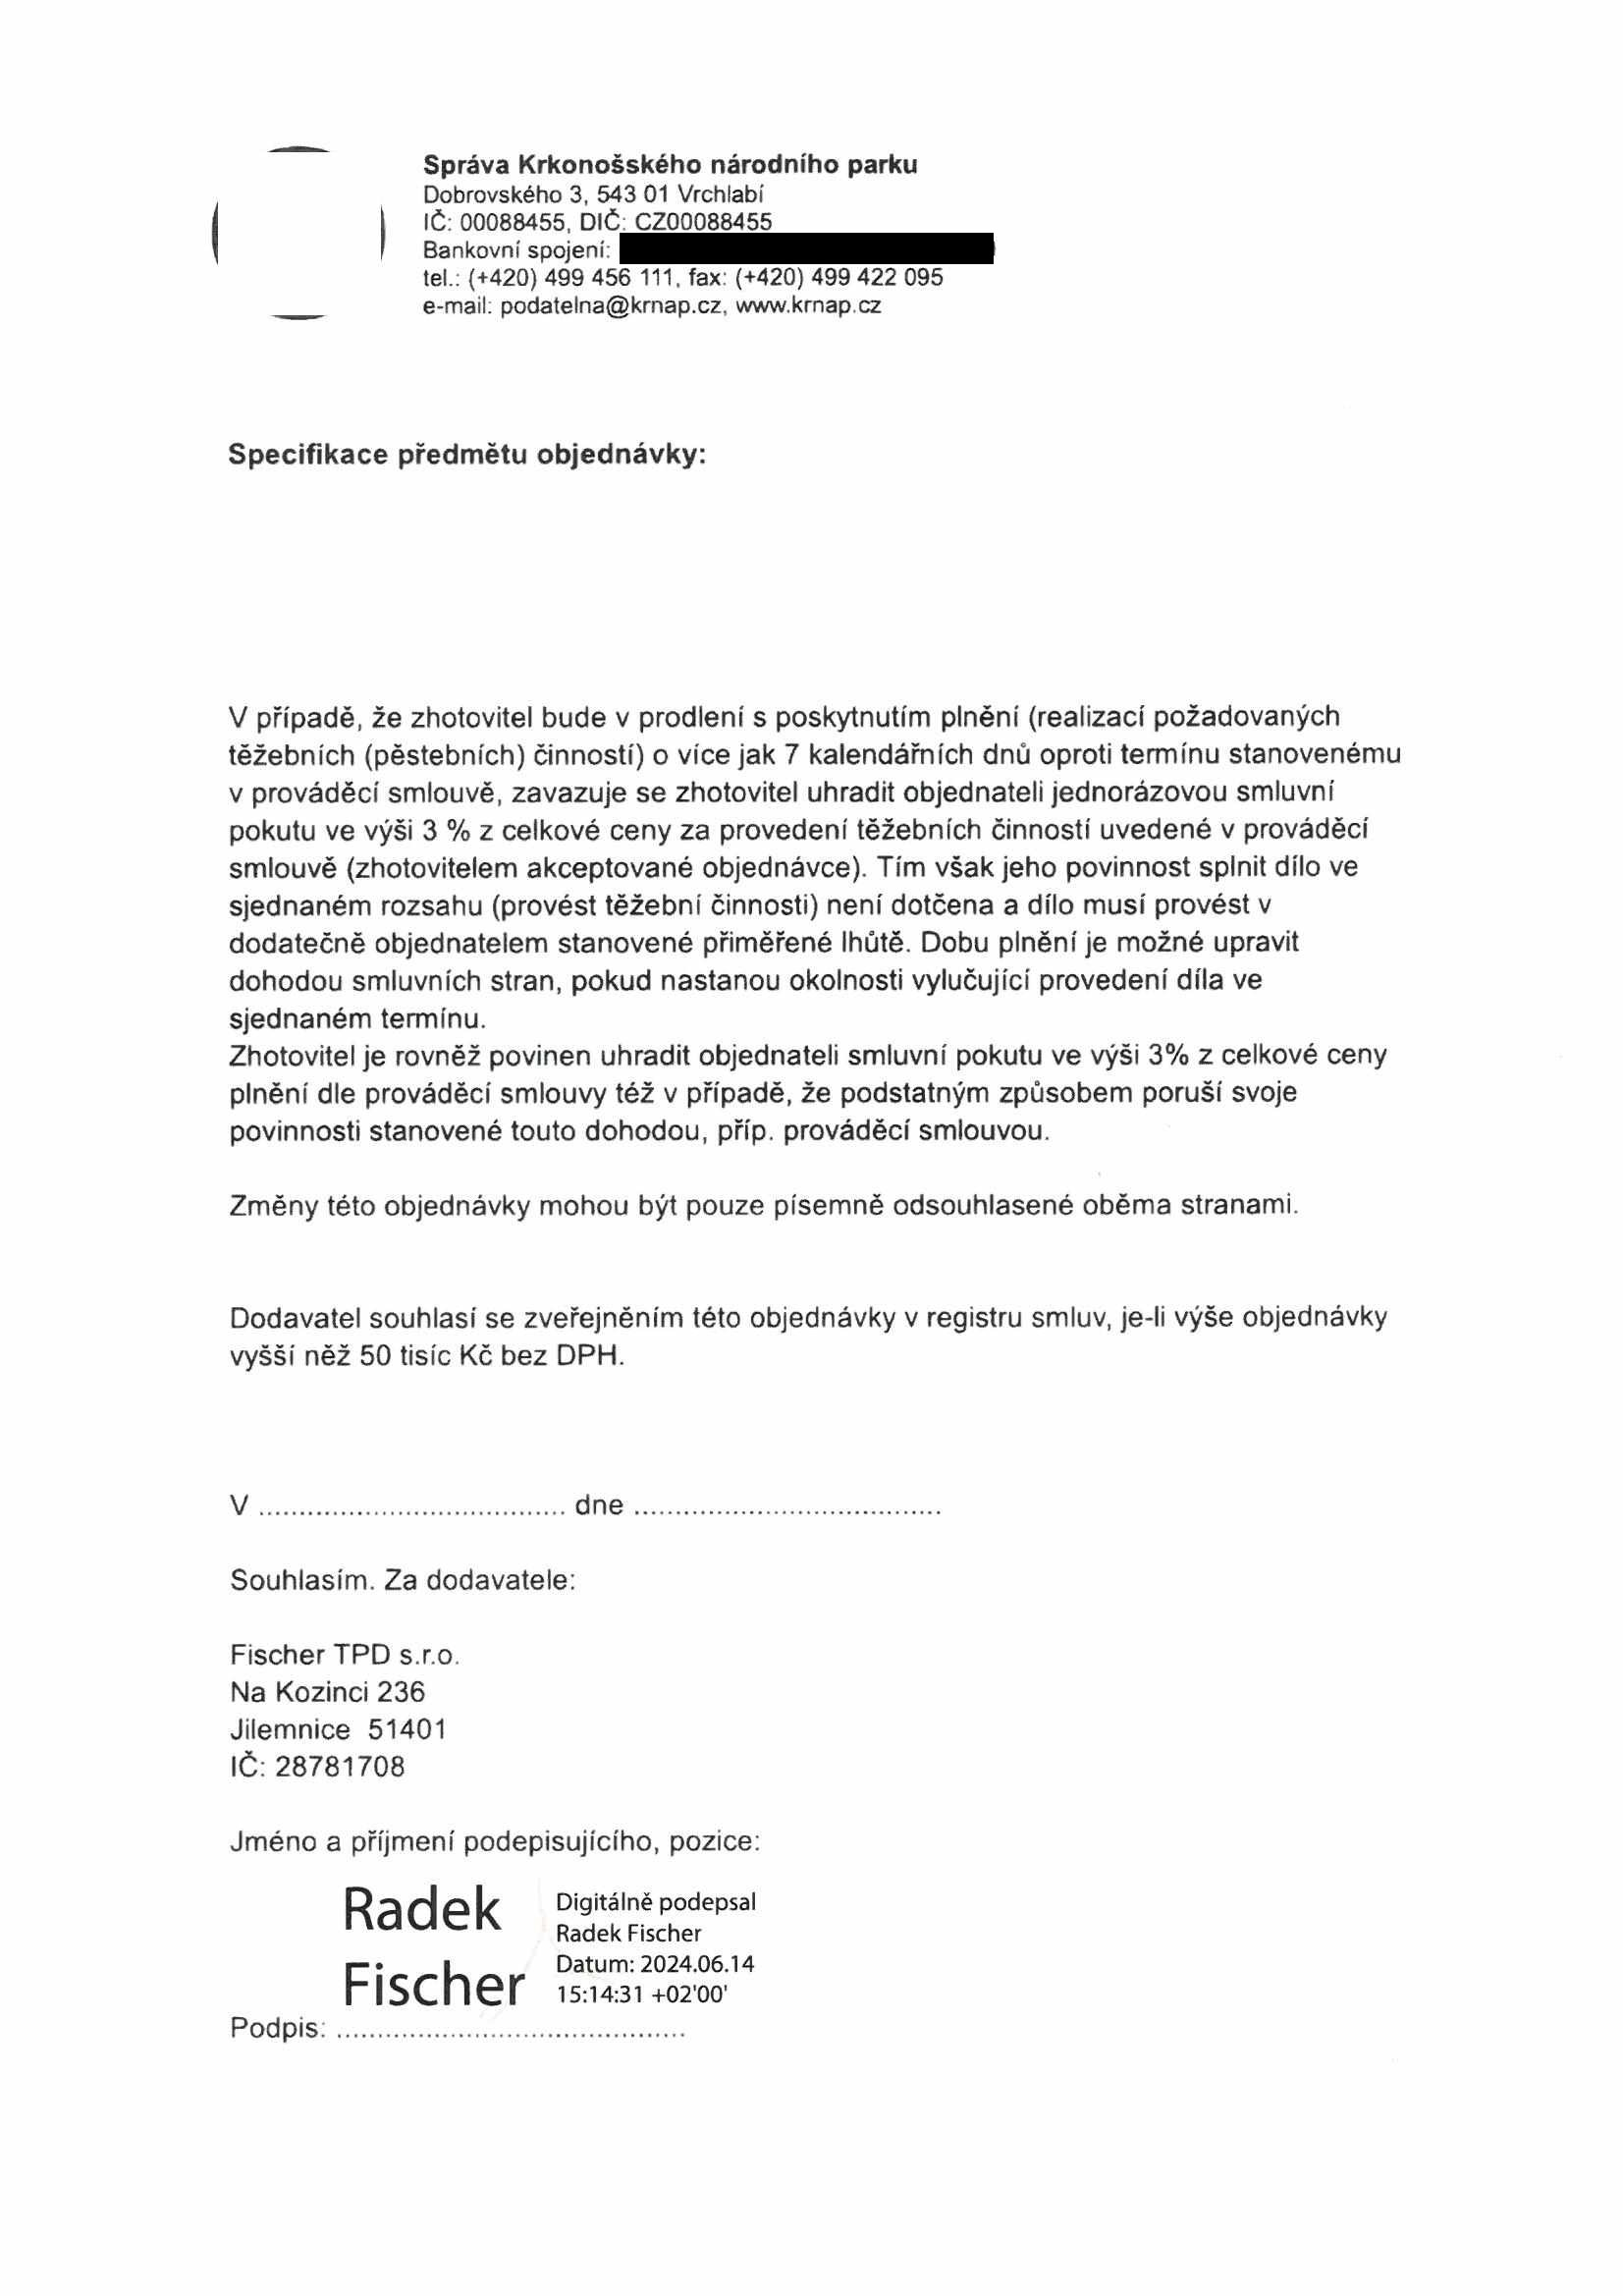 Správa Krkonošského národního parku
Dobrovského 3, 543 01 Vrchlabí
IČ: 00088455, DIČ: CZ00088455
Bankovní spojení:
tel.: (+420) 499 456 111, fax: (+420) 499 422 095
e-mail: podatelna@krnap.cz, www.krnap.cz
Specifikace předmětu objednávky:
V případě, že zhotovitel bude v prodlení s poskytnutím plnění (realizací požadovaných
těžebních (pěstebních) činností) o více jak 7 kalendářních dnů oproti termínu stanovenému
v prováděcí smlouvě, zavazuje se zhotovitel uhradit objednateli jednorázovou smluvní
pokutu ve výši 3 % z celkové ceny za provedení těžebních činností uvedené v prováděcí
smlouvě (zhotovitelem akceptované objednávce). Tím však jeho povinnost splnit dílo ve
sjednaném rozsahu (provést těžební činnosti) není dotčena a dílo musí provést v
dodatečně objednatelem stanovené přiměřené lhůtě. Dobu plnění je možné upravit
dohodou smluvních stran, pokud nastanou okolnosti vylučující provedení díla ve
sjednaném termínu.
Zhotovitel je rovněž povinen uhradit objednateli smluvní pokutu ve výši 3% z celkové ceny
plnění dle prováděcí smlouvy též v případě, že podstatným způsobem poruší svoje
povinnosti stanovené touto dohodou, příp. prováděcí smlouvou.
Změny této objednávky mohou být pouze písemně odsouhlasené oběma stranami.
Dodavatel souhlasí se zveřejněním této objednávky v registru smluv, je-li výše objednávky
vyšší něž 50 tisíc Kč bez DPH.
V ...................................... dne ......................................
Souhlasím. Za dodavatele:
Fischer TPD s.r.o.
Na Kozinci 236
Jilemnice 51401
IČ: 28781708
Jméno a příjmení podepisujícího, pozice:
Radek
Fischer
Digitálně podepsal
Radek Fischer
Datum: 2024.06.14
15:14:31 +02'00'
Podpis: ...........................................